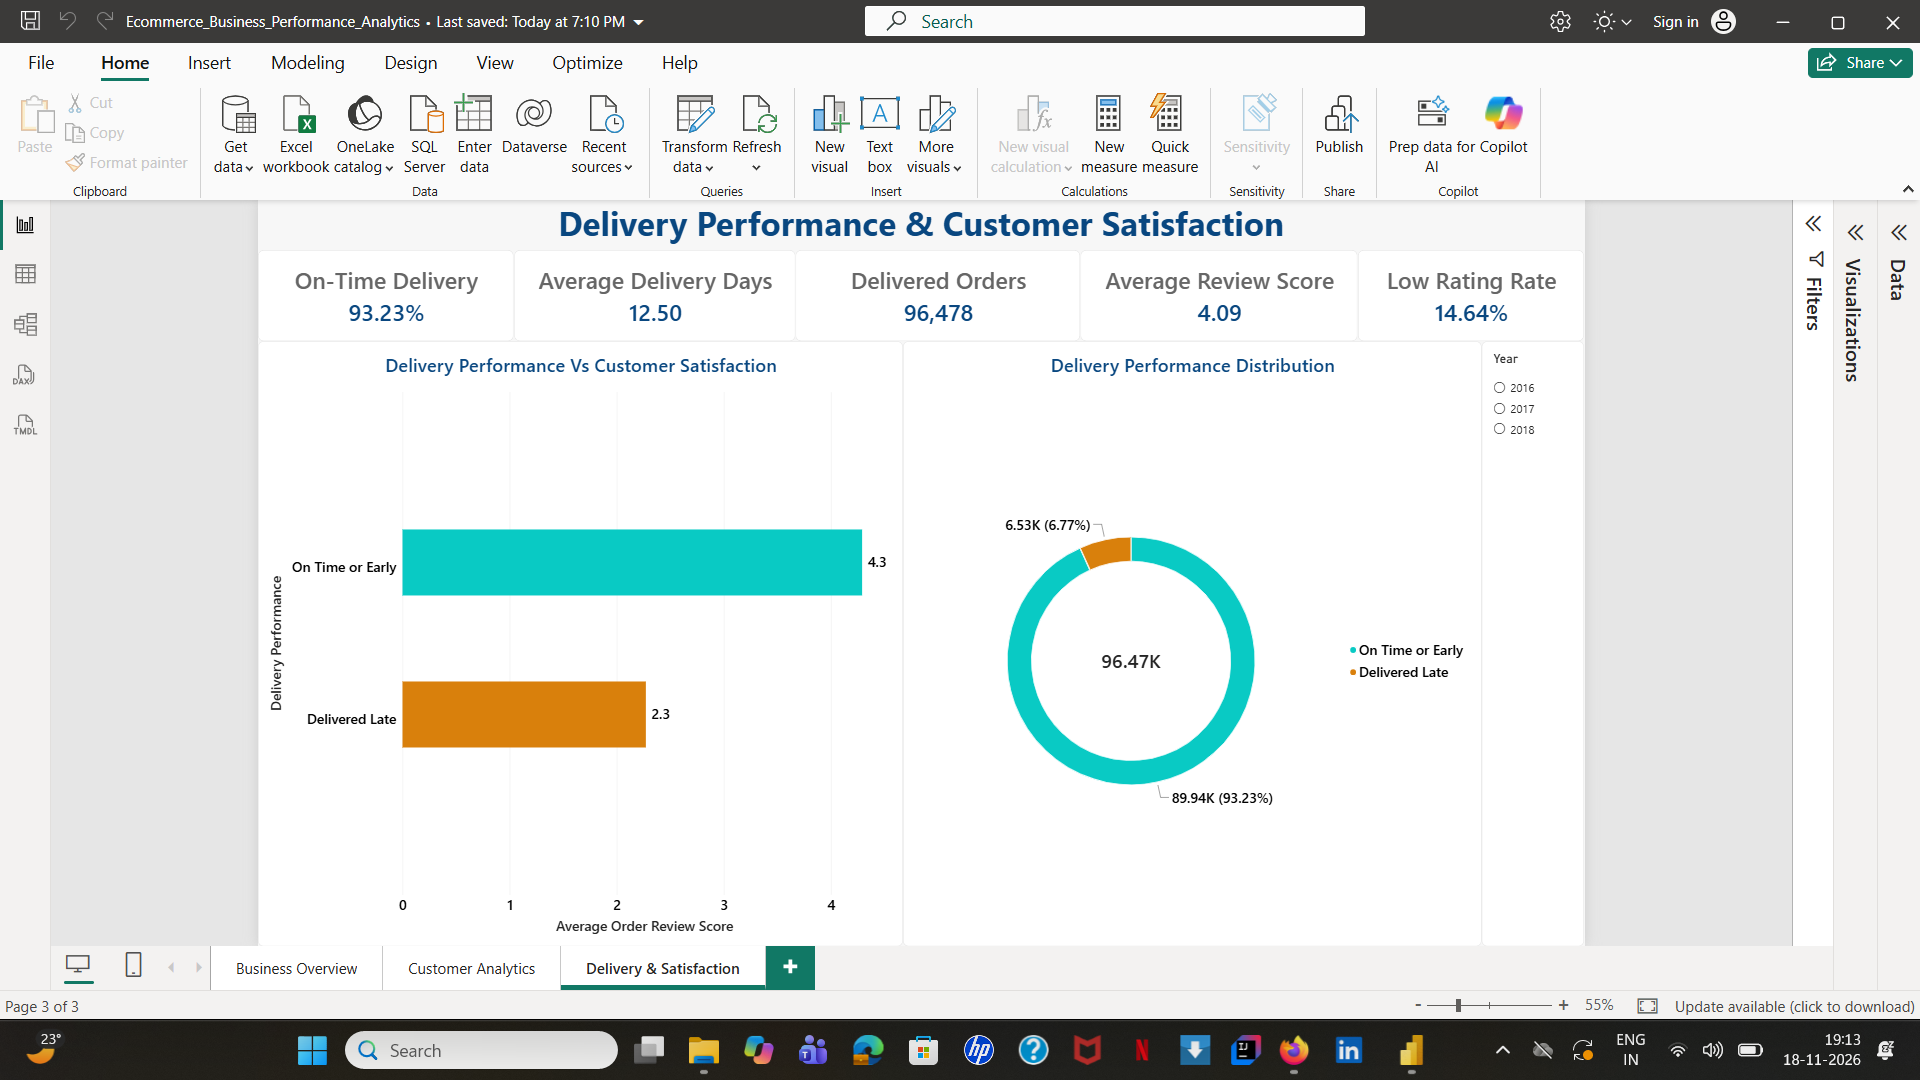 Ecommerce_Business_Performance_Analytics • Last saved: Today at 7:10 PM
Search
Sign in
File
Home
Insert
Modeling
Design
View
Optimize
Help
Share
Paste
Cut
Copy
Format painter
Clipboard
Get data
Excel workbook
OneLake catalog
SQL Server
Enter data
Dataverse
Recent sources
Data
Transform data
Refresh
Queries
New visual
Text box
More visuals
Insert
New visual calculation
New measure
Quick measure
Calculations
Sensitivity
Sensitivity
Publish
Share
Prep data for AI
Copilot
Copilot
DAX
TMDL
Delivery Performance & Customer Satisfaction
On-Time Delivery
93.23%
Average Delivery Days
12.50
Delivered Orders
96,478
Average Review Score
4.09
Low Rating Rate
14.64%
Delivery Performance Vs Customer Satisfaction
Delivery Performance
On Time or Early
4.3
Delivered Late
2.3
0
1
2
3
4
Average Order Review Score
Delivery Performance Distribution
6.53K (6.77%)
96.47K
89.94K (93.23%)
On Time or Early
Delivered Late
Year
2016
2017
2018
Filters
Visualizations
Data
Business Overview
Customer Analytics
Delivery & Satisfaction
Page 3 of 3
- + 55%
Update available (click to download)
23°
Search
ENG
IN
19:13
18-11-2026